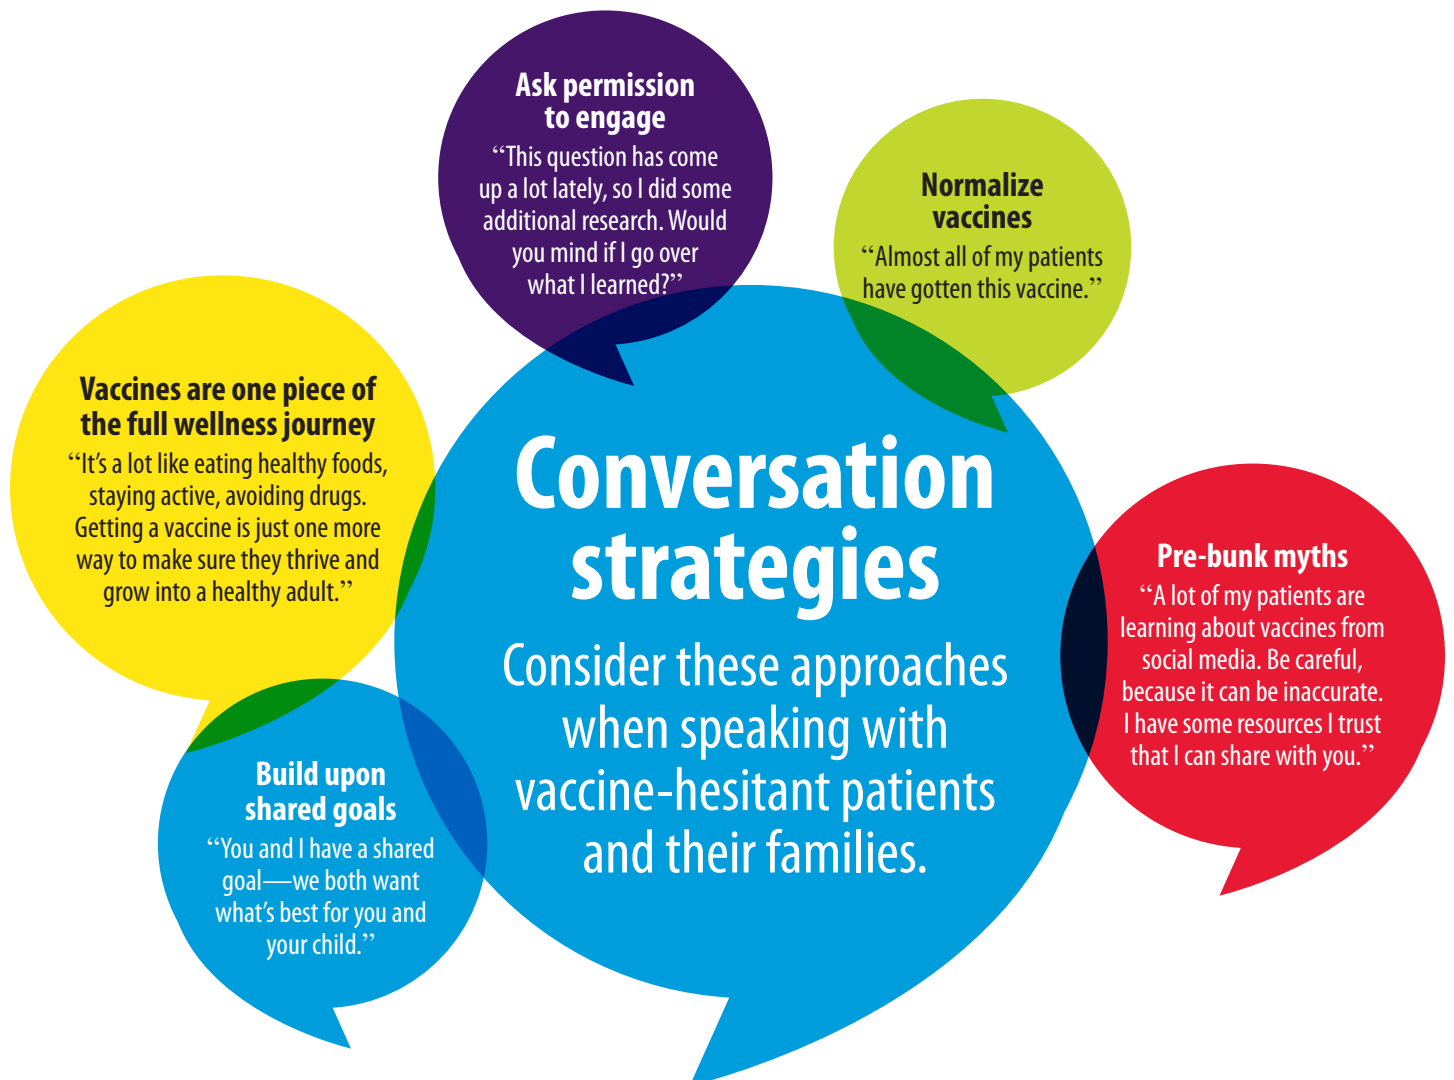 Ask permission
to engage
“This question has come
up a lot lately, so I did some
additional research. Would
you mind if I go over
what I learned?”
Normalize
vaccines
“Almost all of my patients
have gotten this vaccine.”
Vaccines are one piece of
the full wellness journey
“It’s a lot like eating healthy foods,
staying active, avoiding drugs.
Getting a vaccine is just one more
way to make sure they thrive and
grow into a healthy adult.”
Conversation
strategies
Consider these approaches
when speaking with
vaccine-hesitant patients
and their families.
Pre-bunk myths
“A lot of my patients are
learning about vaccines from
social media. Be careful,
because it can be inaccurate.
I have some resources I trust
that I can share with you.”
Build upon
shared goals
“You and I have a shared
goal—we both want
what’s best for you and
your child.”